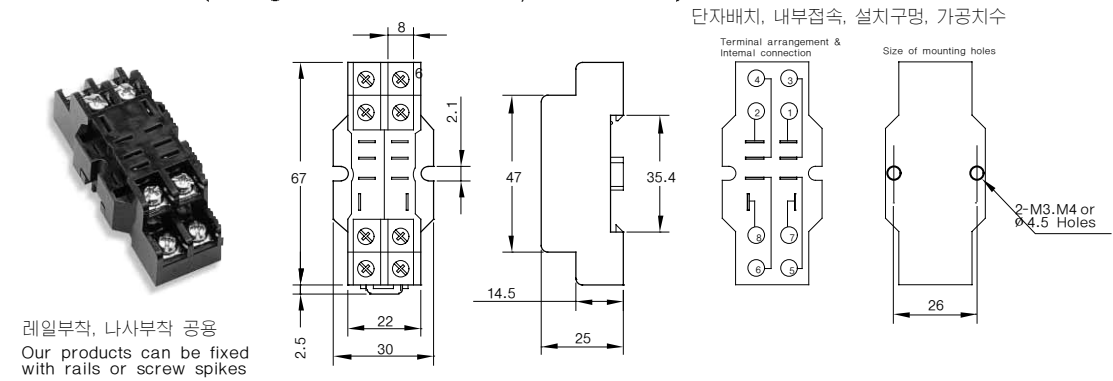 단자배치, 내부접속, 설치구멍, 가공치수
Terminal arrangement &
Internal connection
Size of mounting holes
8
6
2.1
67
47
35.4
4
3
2
1
8
7
6
5
2-M3.M4 or
Ø4.5 Holes
14.5
22
25
26
30
2.5
레일부착, 나사부착 공용
Our products can be fixed
with rails or screw spikes